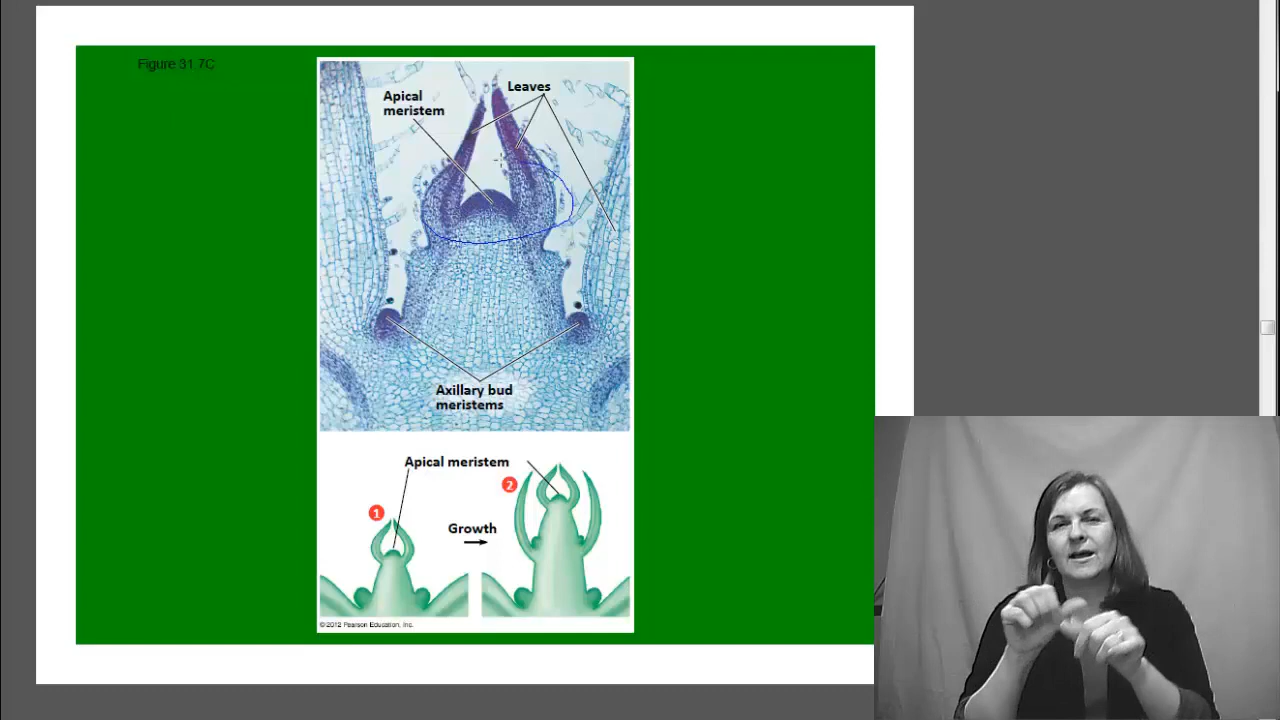 Figure 31.7C
Leaves
Apical
meristem
Axillary bud
meristems
Apical meristem
2
1
Growth
© 2012 Pearson Education, Inc.